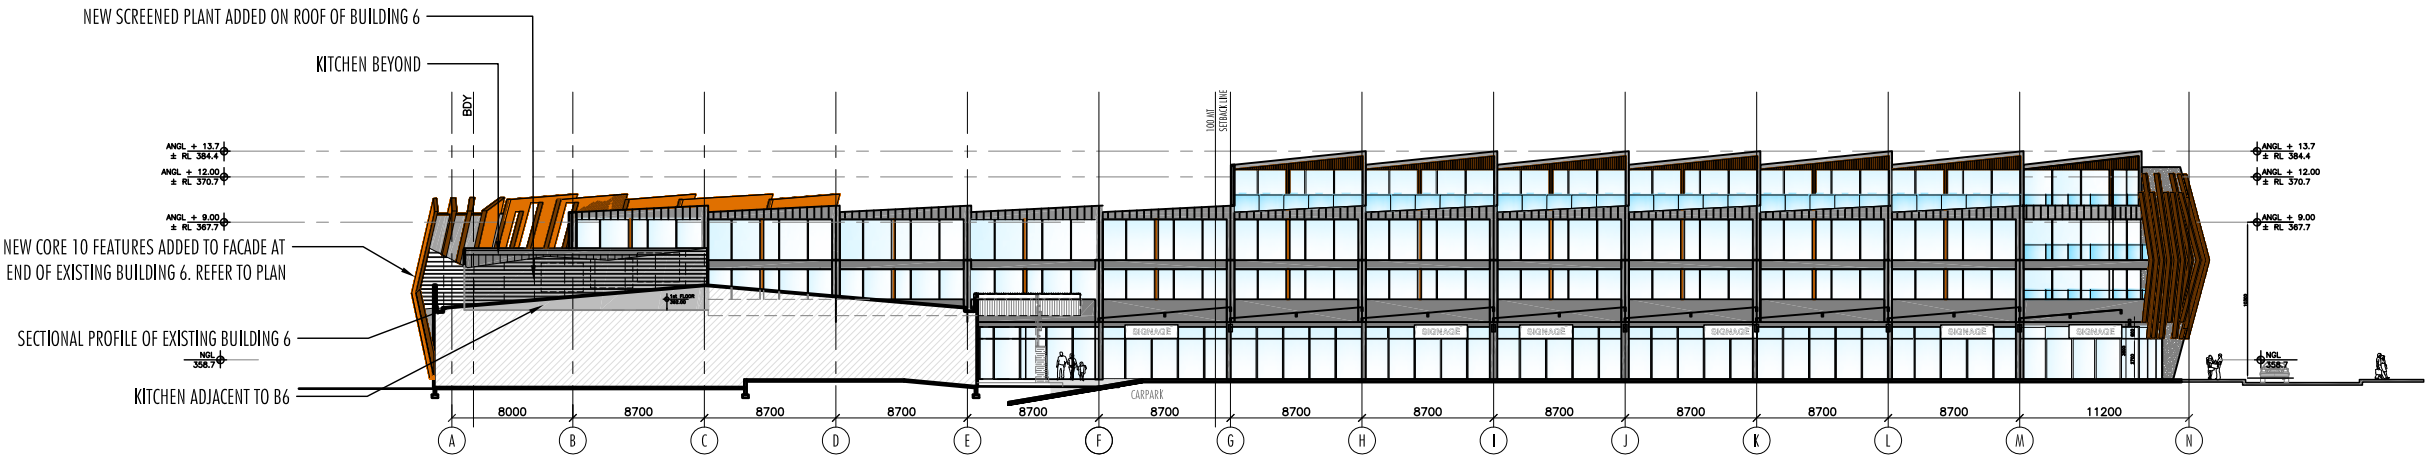 NEW SCREENED PLANT ADDED ON ROOF OF BUILDING 6
KITCHEN BEYOND
BDY
100 MT
SETBACK LINE
ANGL + 13.7
± RL 384.4
ANGL + 12.00
± RL 370.7
ANGL + 9.00
± RL 367.7
NEW CORE 10 FEATURES ADDED TO FACADE AT
END OF EXISTING BUILDING 6. REFER TO PLAN
SECTIONAL PROFILE OF EXISTING BUILDING 6
NGL
358.7
KITCHEN ADJACENT TO B6
1st FLOOR
SIGNAGE
SIGNAGE
SIGNAGE
SIGNAGE
SIGNAGE
SIGNAGE
ANGL + 13.7
± RL 384.4
ANGL + 12.00
± RL 370.7
ANGL + 9.00
± RL 367.7
NGL
358.7
CARPARK
8000
8700
8700
8700
8700
8700
8700
8700
8700
8700
8700
8700
11200
A
B
C
D
E
F
G
H
I
J
K
L
M
N